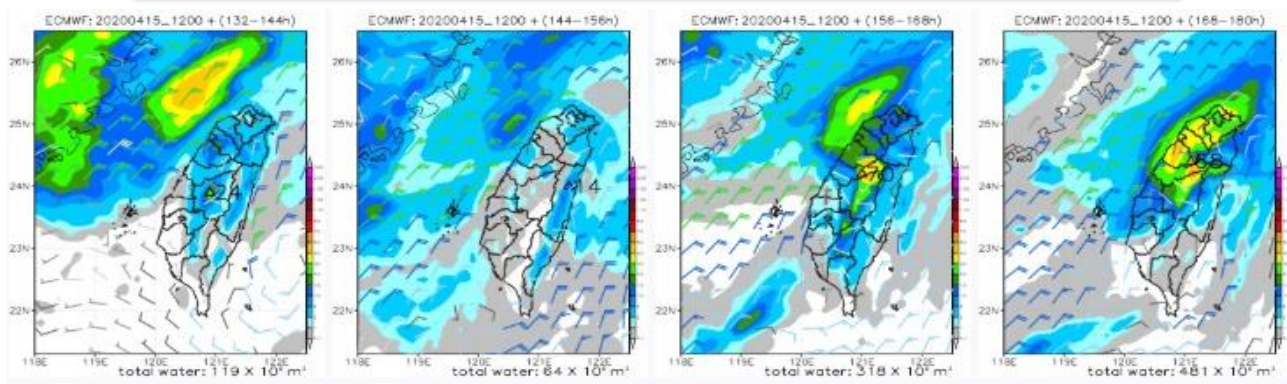 ECMWF: 20200415_1200 + (132-144h)
26N
25N
24N
23N
22N
118E 119E 120E 121E 122E
total water: 119 X 10⁶ m³
ECMWF: 20200415_1200 + (144-156h)
26N
25N
24N
23N
22N
118E 119E 120E 121E 122E
14
total water: 64 X 10⁶ m³
ECMWF: 20200415_1200 + (156-168h)
26N
25N
24N
23N
22N
118E 119E 120E 121E 122E
total water: 318 X 10⁶ m³
ECMWF: 20200415_1200 + (168-180h)
26N
25N
24N
23N
22N
118E 119E 120E 121E 122E
total water: 481 X 10⁶ m³